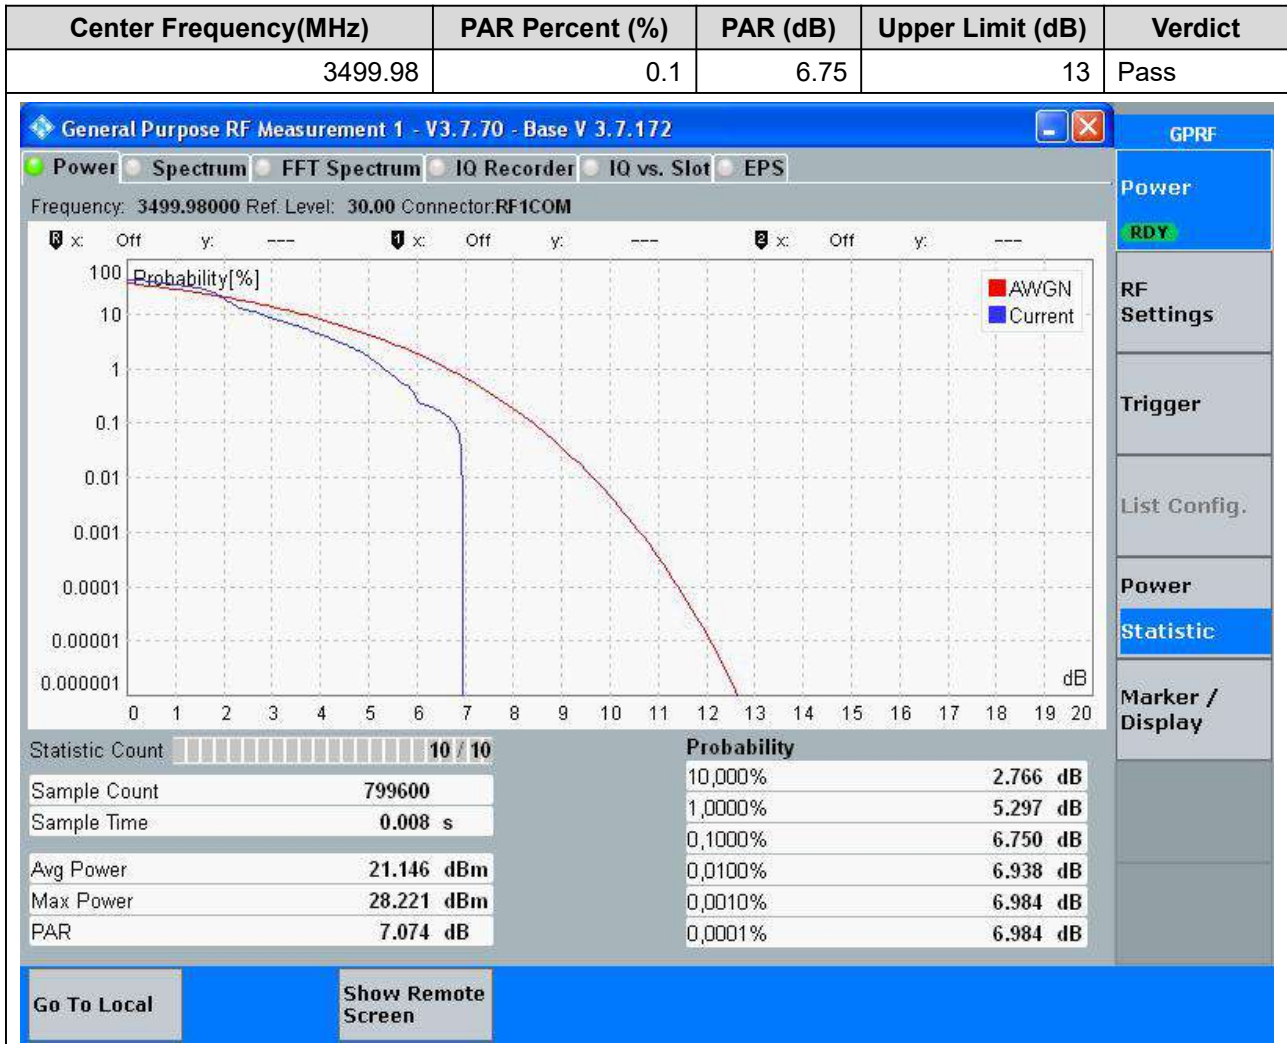 Center Frequency(MHz) PAR Percent (%) PAR (dB) Upper Limit (dB) Verdict
3499.98 0.1 6.75 13 Pass
General Purpose RF Measurement 1 - V3.7.70 - Base V 3.7.172
GPRF
Power Spectrum FFT Spectrum IQ Recorder IQ vs. Slot EPS
Frequency: 3499.98000 Ref. Level: 30.00 Connector:RF1COM
R x: Off y: --- 1 x: Off y: --- 2 x: Off y: ---
Power
RDY
RF
Settings
Trigger
List Config.
Power
Statistic
Marker /
Display
Probability[%]
AWGN
Current
100
10
1
0.1
0.01
0.001
0.0001
0.00001
0.000001
dB
0 1 2 3 4 5 6 7 8 9 10 11 12 13 14 15 16 17 18 19 20
Statistic Count 10 / 10
Sample Count 799600
Sample Time 0.008 s
Avg Power 21.146 dBm
Max Power 28.221 dBm
PAR 7.074 dB
Probability
10,000% 2.766 dB
1,0000% 5.297 dB
0,1000% 6.750 dB
0,0100% 6.938 dB
0,0010% 6.984 dB
0,0001% 6.984 dB
Go To Local
Show Remote
Screen